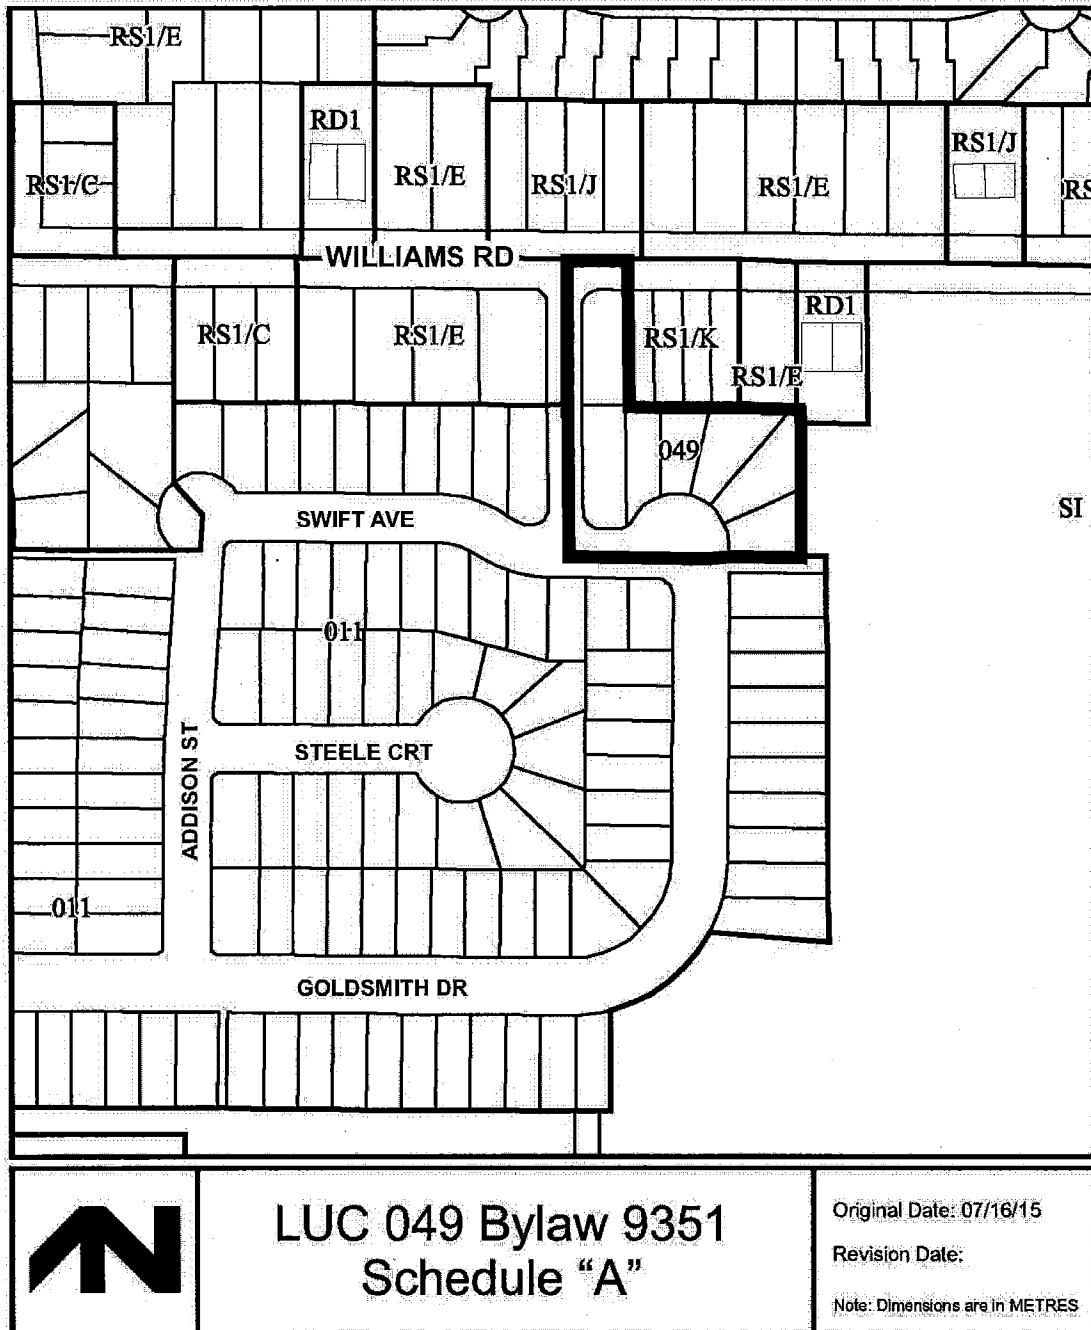 RS1/E
RD1
RS1/J
RS1/C
RS1/E
RS1/J
RS1/E
RS
WILLIAMS RD
RD1
RS1/C
RS1/E
RS1/K
RS1/E
049
SI
SWIFT AVE
011
ADDISON ST
STEELE CRT
011
GOLDSMITH DR
LUC 049 Bylaw 9351
Schedule “A”
Original Date: 07/16/15
Revision Date:
Note: Dimensions are in METRES